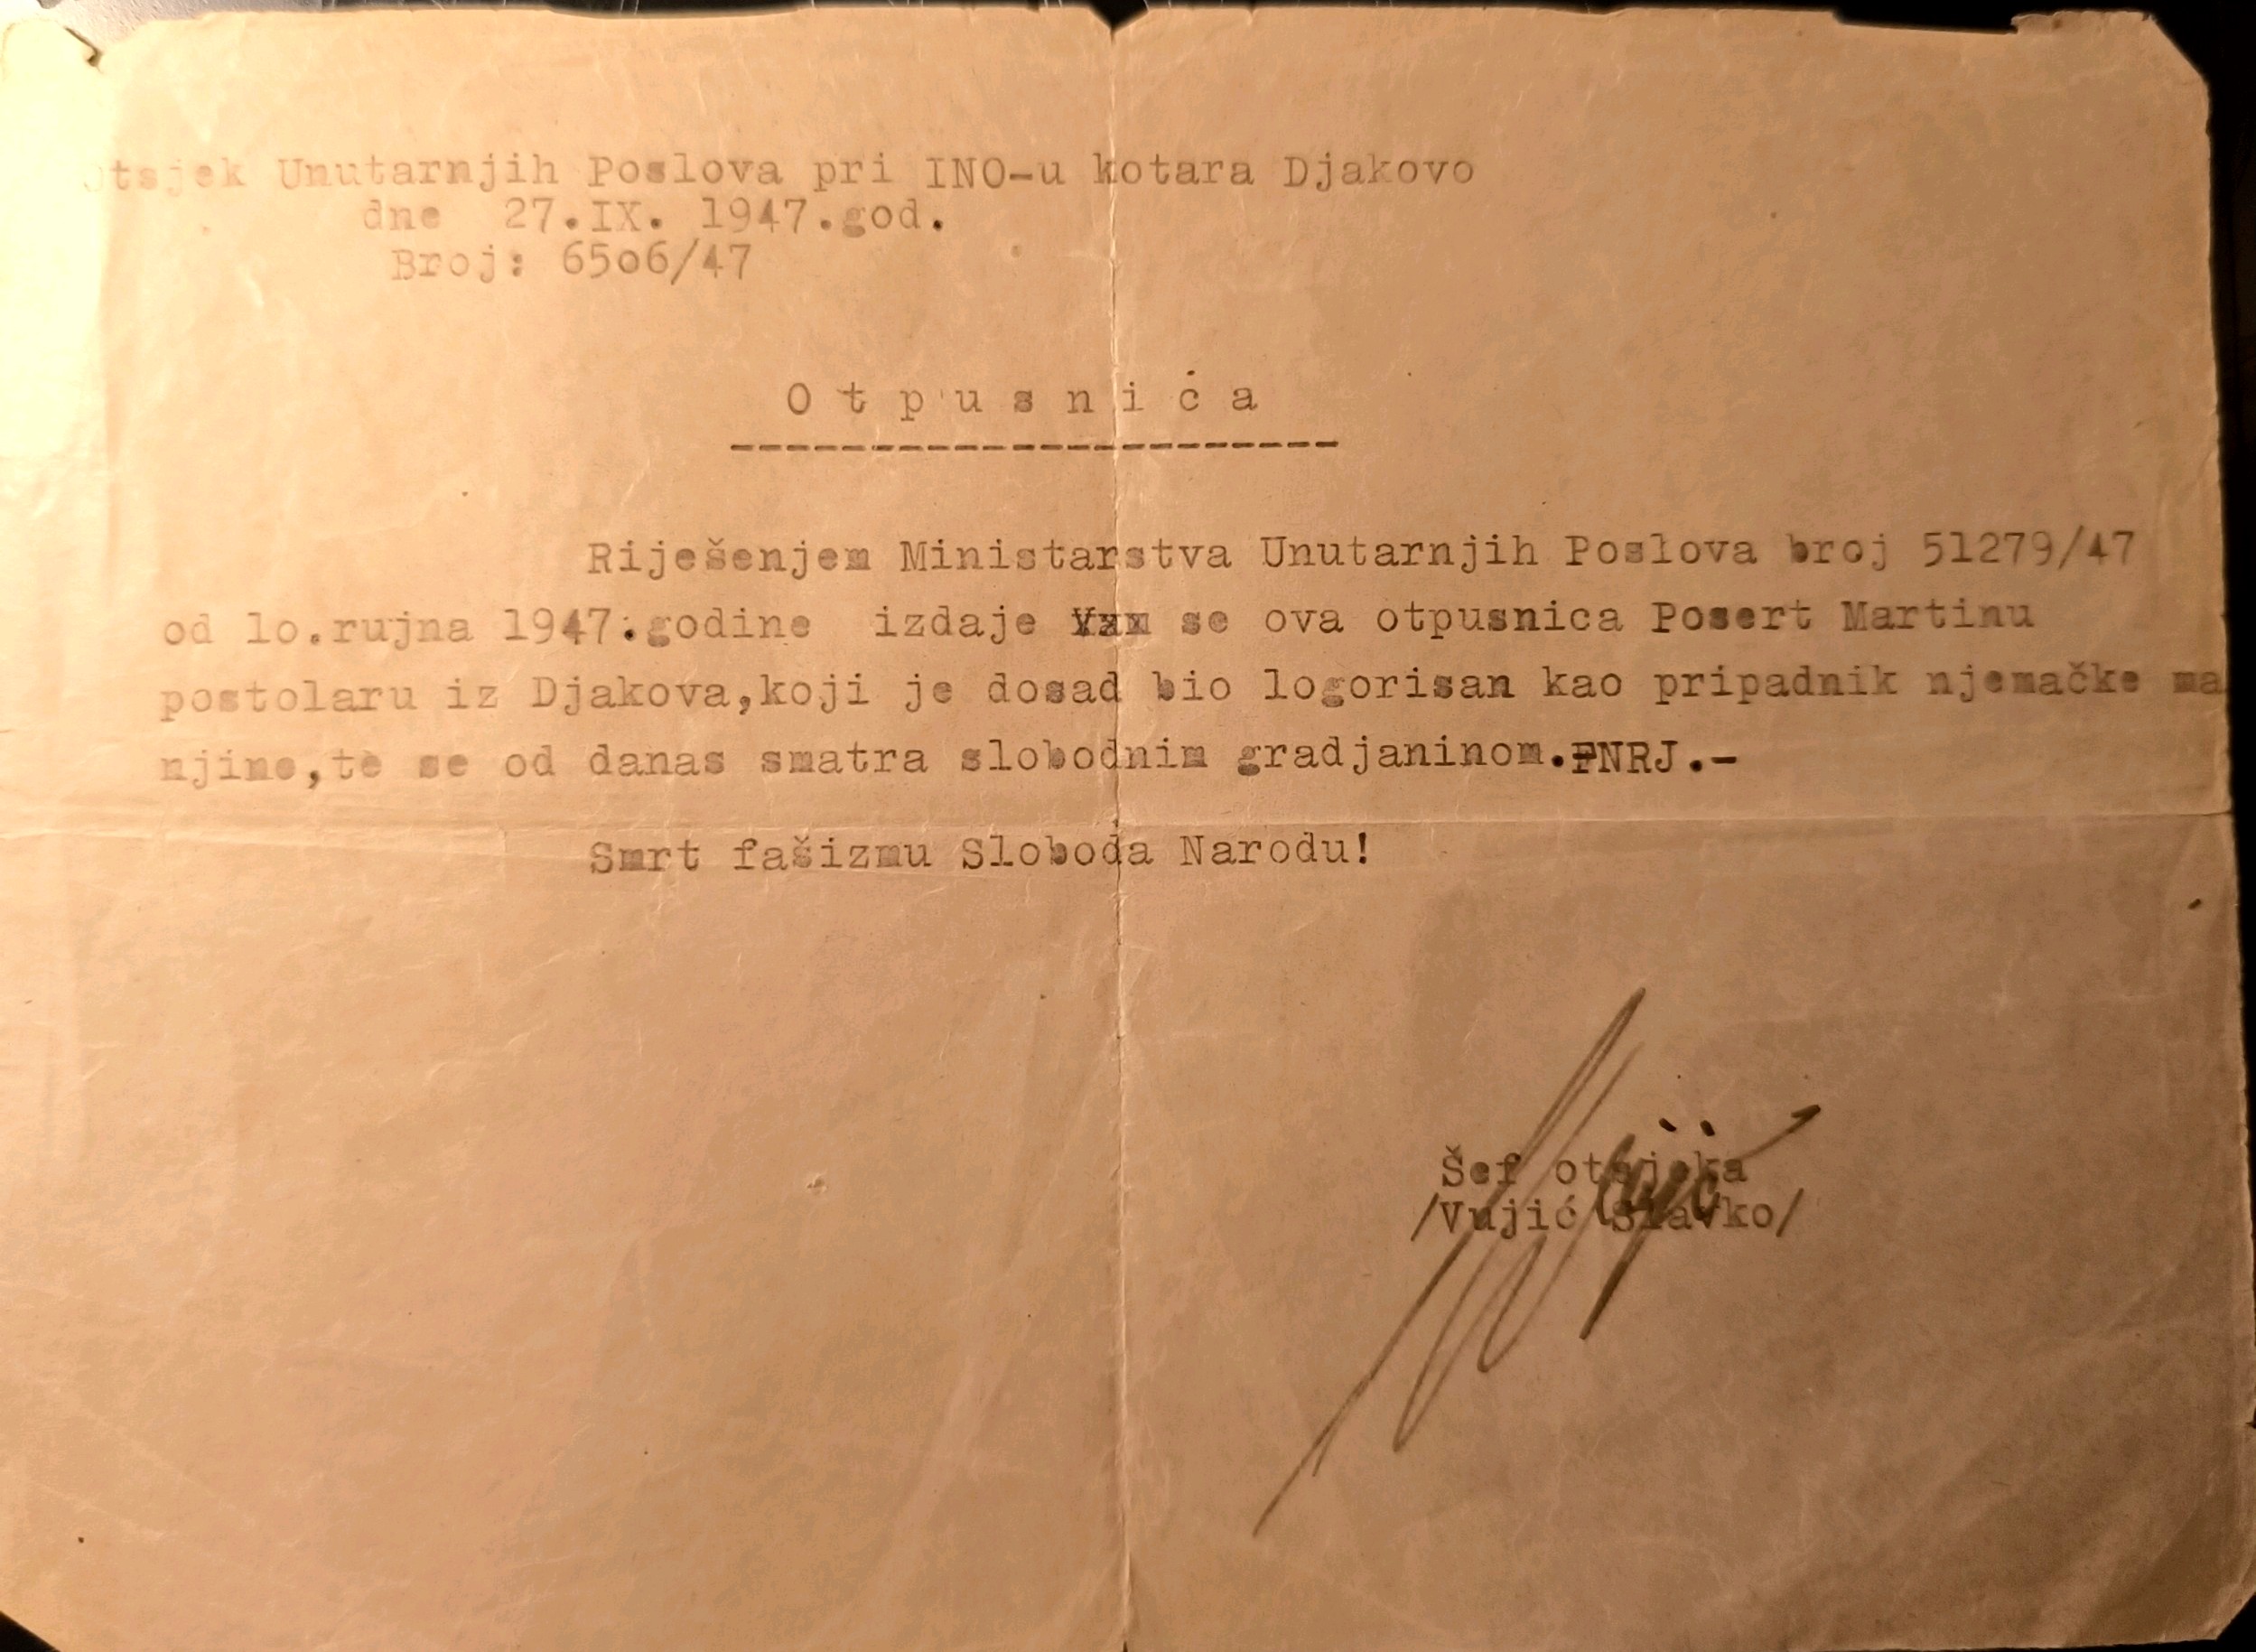 Otsjek Unutarnjih Poslova pri INO-u kotara Djakovo
dne 27.IX. 1947.god.
Broj: 65o6/47
O t p u s n i c a
Riješenjem Ministarstva Unutarnjih Poslova broj 51279/47
od lo.rujna 1947.godine izdaje se ova otpusnica Posert Martinu
postolaru iz Djakova,koji je dosad bio logorisan kao pripadnik njemačke ma
njine,te se od danas smatra slobodnim gradjaninom.FNRJ.-
Smrt fašizmu Sloboda Narodu!
Šef otsjeka
/Vujić Slavko/